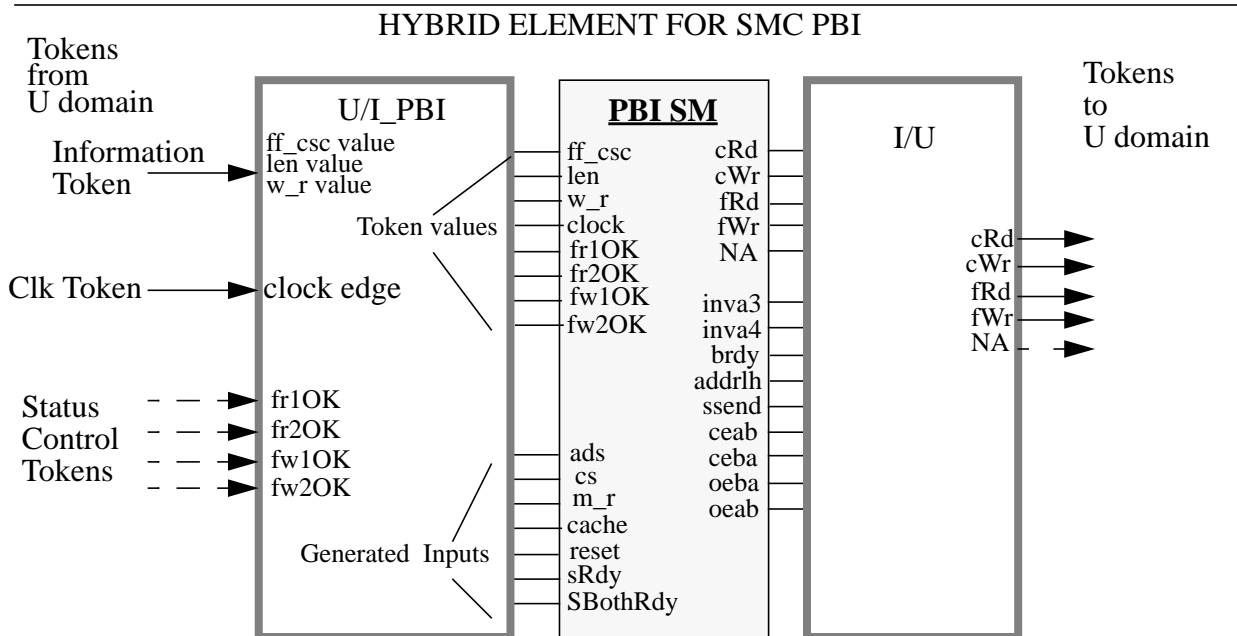 HYBRID ELEMENT FOR SMC PBI
Tokens
from
U domain
Information
Token
Clk Token
Status
Control
Tokens
U/I_PBI
ff_csc value
len value
w_r value
Token values
clock edge
fr1OK
fr2OK
fw1OK
fw2OK
Generated Inputs
PBI SM
ff_csc
len
w_r
clock
fr1OK
fr2OK
fw1OK
fw2OK
ads
cs
m_r
cache
reset
sRdy
SBothRdy
cRd
cWr
fRd
fWr
NA
inva3
inva4
brdy
addrlh
ssend
ceab
ceba
oeba
oeab
I/U
cRd
cWr
fRd
fWr
NA
Tokens
to
U domain